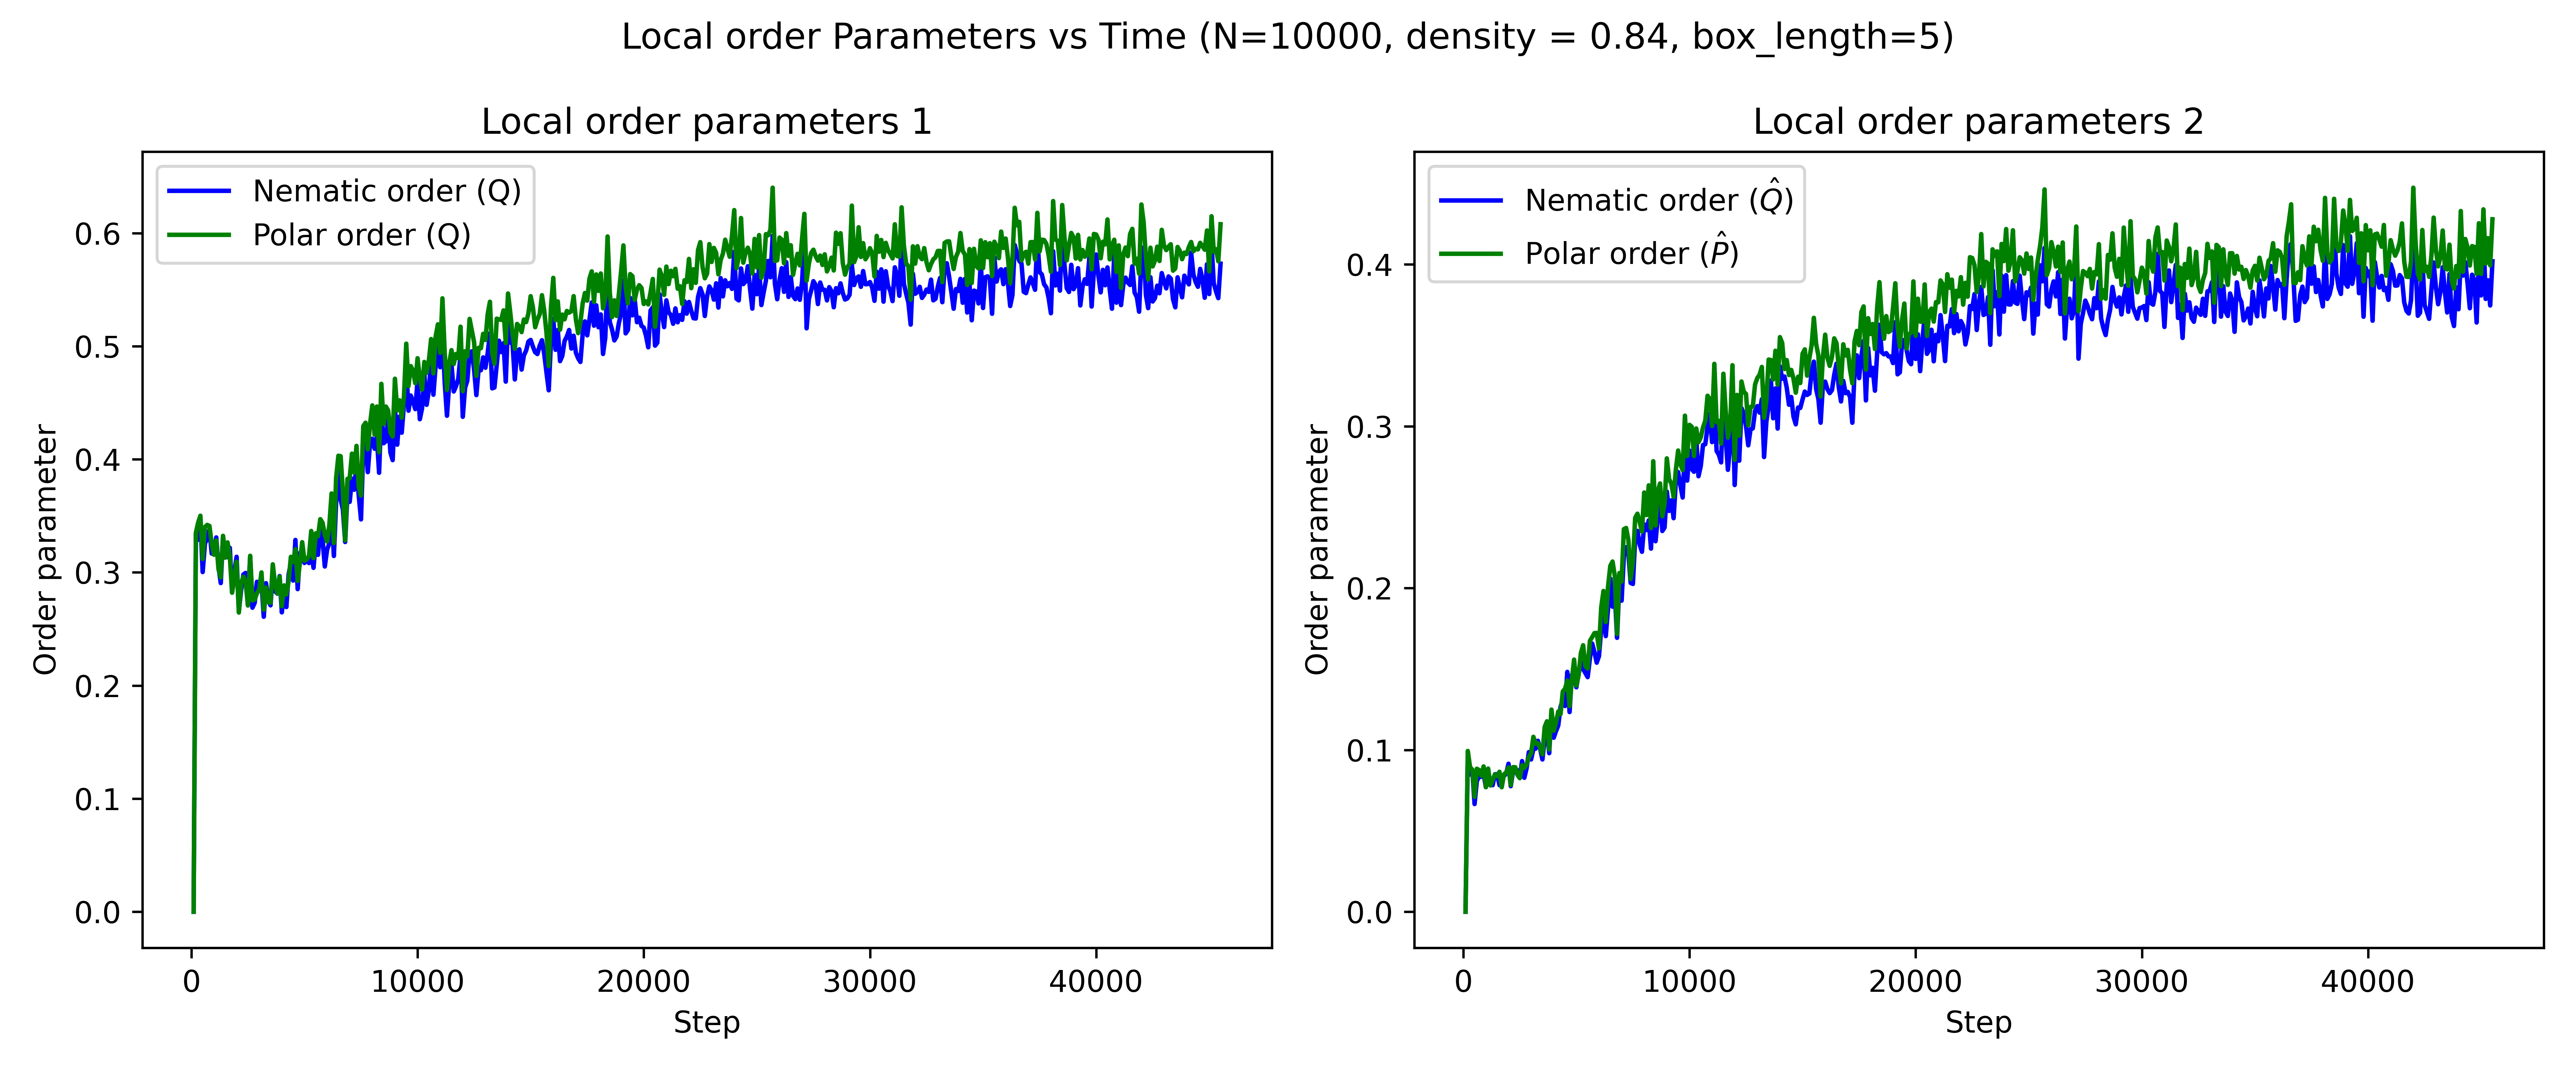 Local order Parameters vs Time (N=10000, density = 0.84, box_length=5)
Local order parameters 1
Nematic order (Q)
Polar order (Q)
0.6
0.5
0.4
0.3
0.2
0.1
0.0
Order parameter
0 10000 20000 30000 40000
Step
Local order parameters 2
Nematic order (Q̂)
Polar order (P̂)
0.4
0.3
0.2
0.1
0.0
Order parameter
0 10000 20000 30000 40000
Step